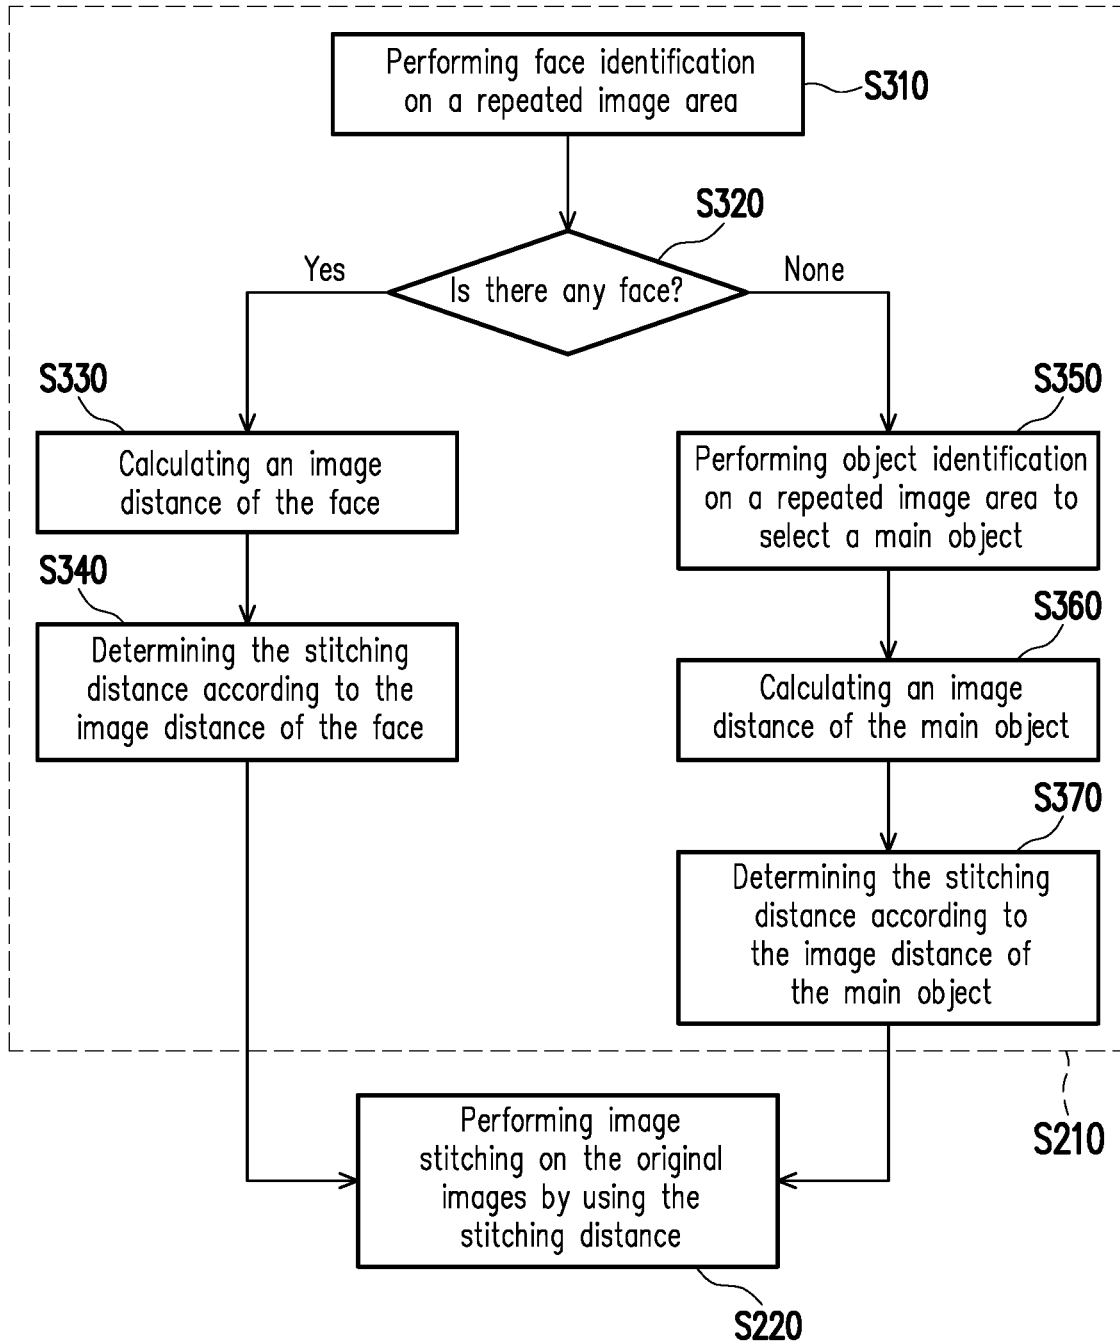 Performing face identification
on a repeated image area
S310
S320
Yes
Is there any face?
None
S330
Calculating an image
distance of the face
S340
Determining the stitching
distance according to the
image distance of the face
S350
Performing object identification
on a repeated image area to
select a main object
S360
Calculating an image
distance of the main object
S370
Determining the stitching
distance according to
the image distance of
the main object
S210
Performing image
stitching on the original
images by using the
stitching distance
S220